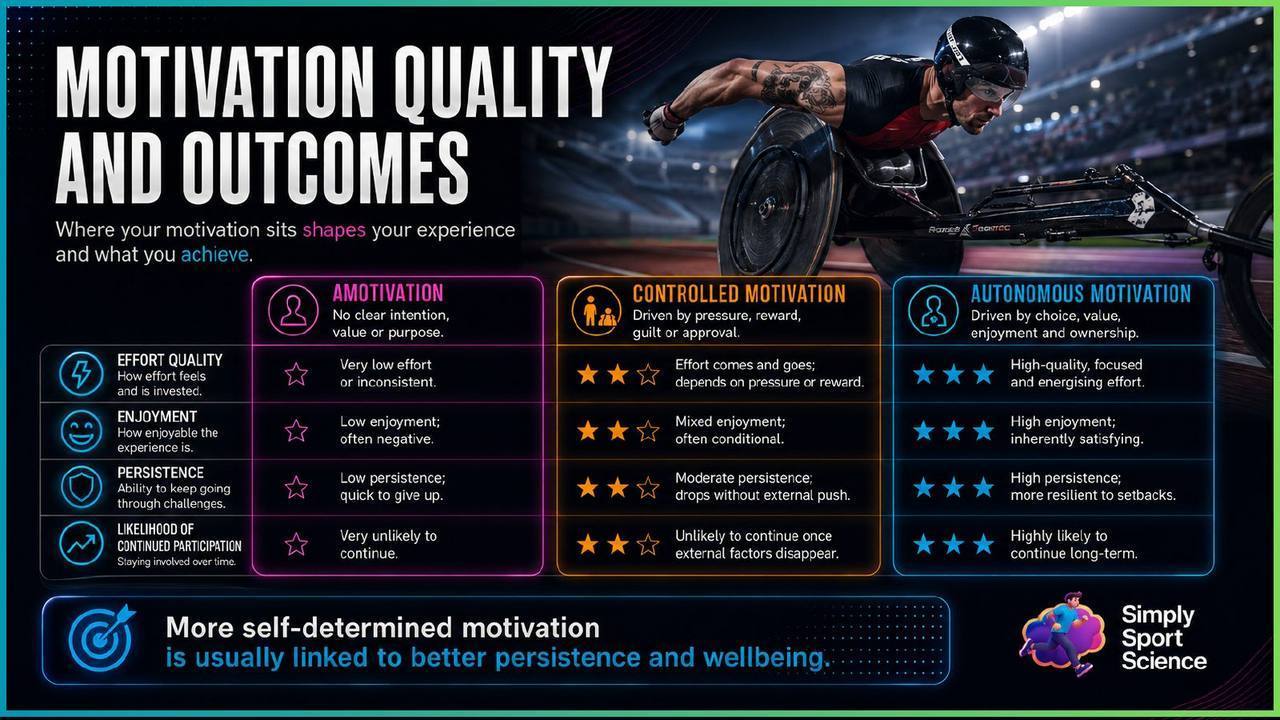 MOTIVATION QUALITY
AND OUTCOMES
Where your motivation sits shapes your experience
and what you achieve.
AMOTIVATION
No clear intention,
value or purpose.
CONTROLLED MOTIVATION
Driven by pressure, reward,
guilt or approval.
AUTONOMOUS MOTIVATION
Driven by choice, value,
enjoyment and ownership.
EFFORT QUALITY
How effort feels
and is invested.
Very low effort
or inconsistent.
Effort comes and goes;
depends on pressure or reward.
High-quality, focused
and energising effort.
ENJOYMENT
How enjoyable the
experience is.
Low enjoyment;
often negative.
Mixed enjoyment;
often conditional.
High enjoyment;
inherently satisfying.
PERSISTENCE
Ability to keep going
through challenges.
Low persistence;
quick to give up.
Moderate persistence;
drops without external push.
High persistence;
more resilient to setbacks.
LIKELIHOOD OF
CONTINUED PARTICIPATION
Staying involved over time.
Very unlikely to
continue.
Unlikely to continue once
external factors disappear.
Highly likely to
continue long-term.
More self-determined motivation
is usually linked to better persistence and wellbeing.
Simply
Sport
Science